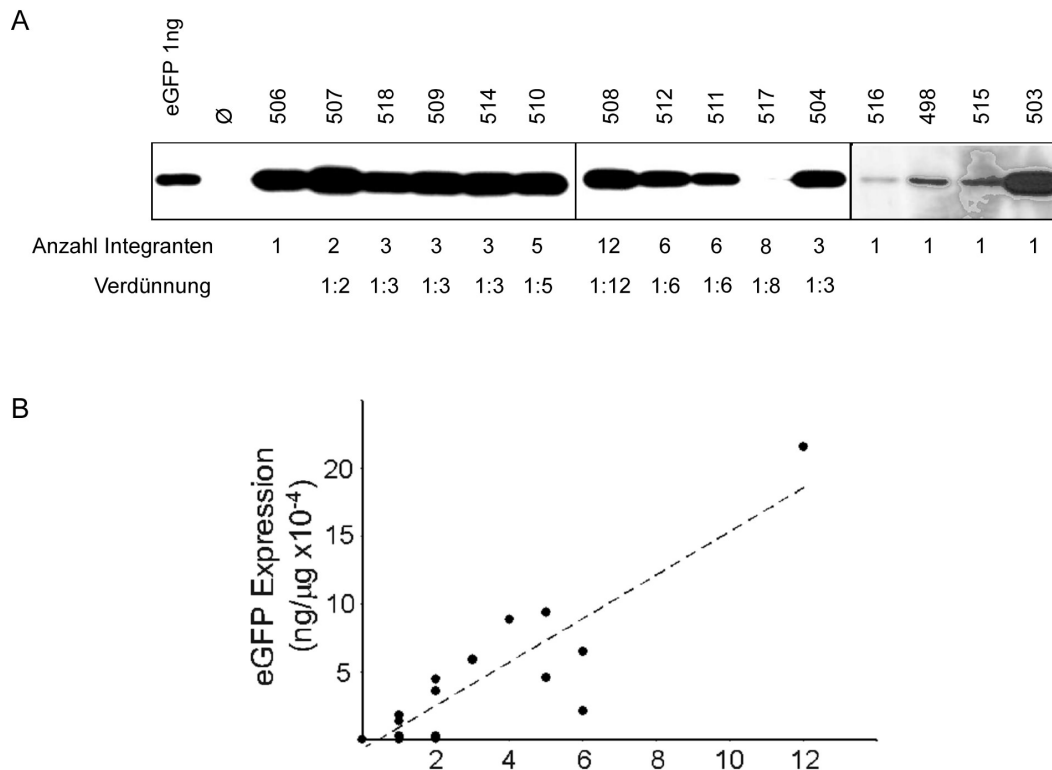 A
eGFP 1ng Ø 506 507 518 509 514 510 508 512 511 517 504 516 498 515 503
Anzahl Integranten 1 2 3 3 3 5 12 6 6 8 3 1 1 1 1
Verdünnung 1:2 1:3 1:3 1:3 1:5 1:12 1:6 1:6 1:8 1:3
B
eGFP Expression
(ng/µg x10⁻⁴)
20
15
10
5
2 4 6 8 10 12